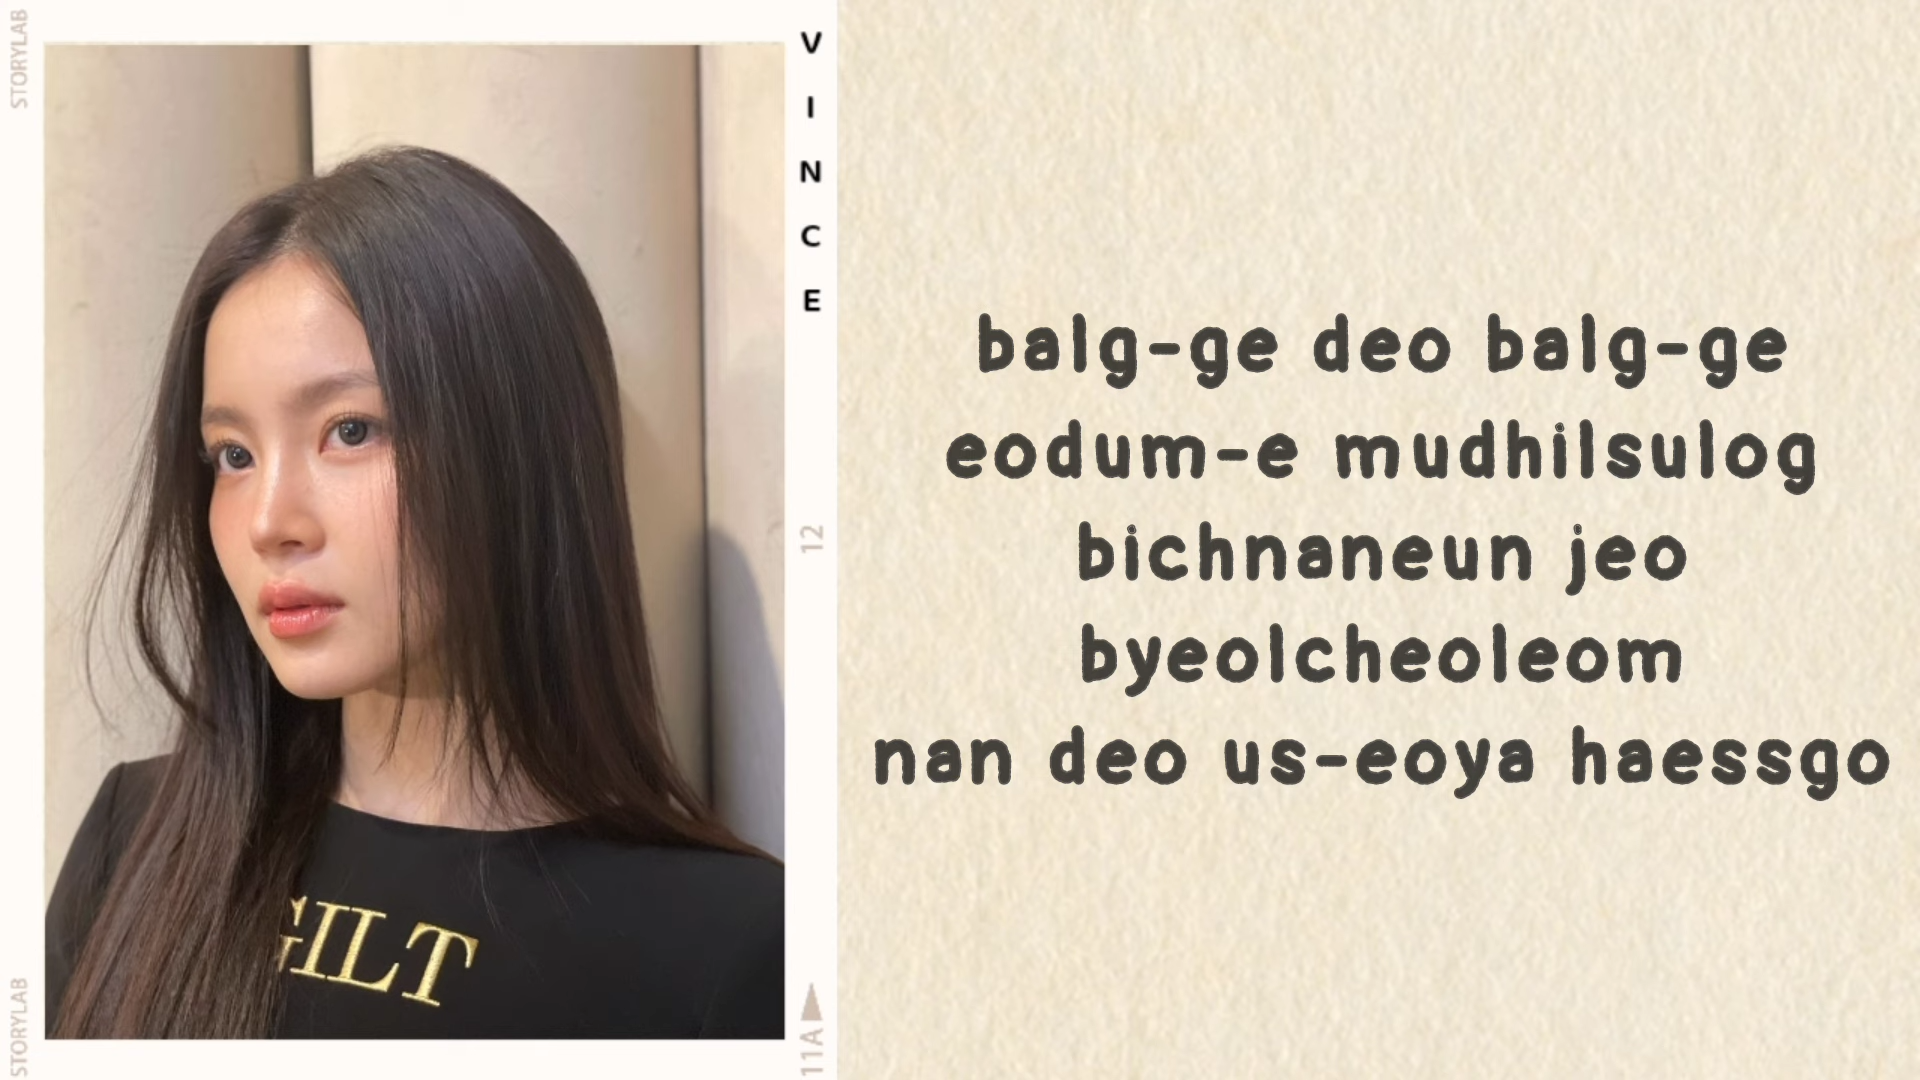 STORYLAB
VINCE
balg-ge deo balg-ge
eodum-e mudhilsulog
bichnaneun jeo
byeolcheoleom
nan deo us-eoya haessgo
12
GILT
STORYLAB
11A